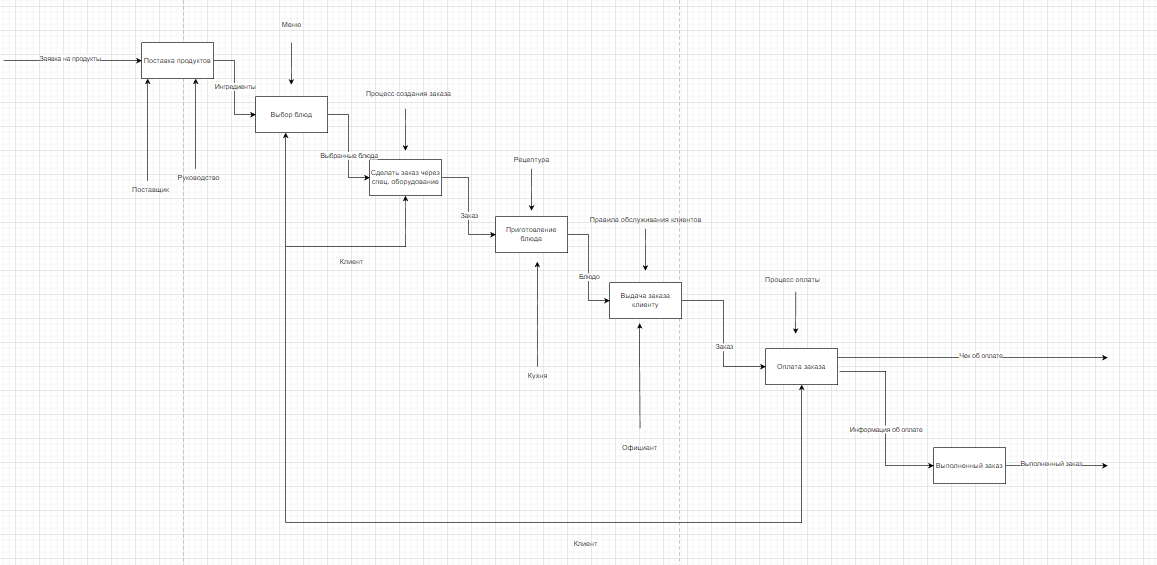 Меню
Заявка на продукты
Поставка продуктов
Ингредиенты
Процесс создания заказа
Выбор блюд
Выбранные блюда
Рецептура
Сделать заказ через
спец. оборудование
Руководство
Поставщик
Заказ
Правила обслуживания клиентов
Приготовление
блюда
Клиент
Блюдо
Процесс оплаты
Выдача заказа
клиенту
Заказ
Чек об оплате
Оплата заказа
Кухня
Информация об оплате
Официант
Выполненный заказ
Выполненный заказ
Клиент